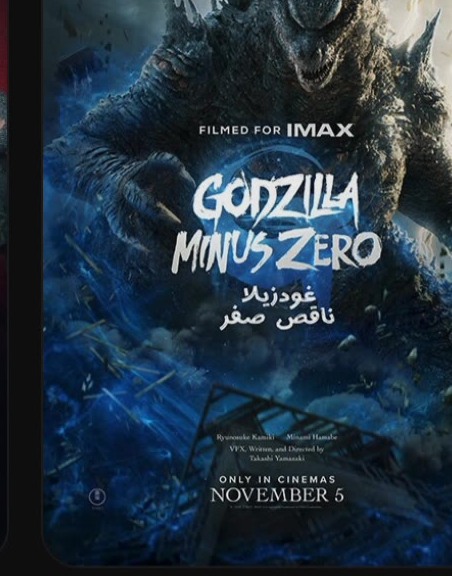 FILMED FOR IMAX
GODZILLA
MINUS ZERO
غودزيلا
ناقص صفر
Ryunosuke Kamiki Minami Hamabe
VFX, Written, and Directed by
Takashi Yamazaki
ONLY IN CINEMAS
NOVEMBER 5